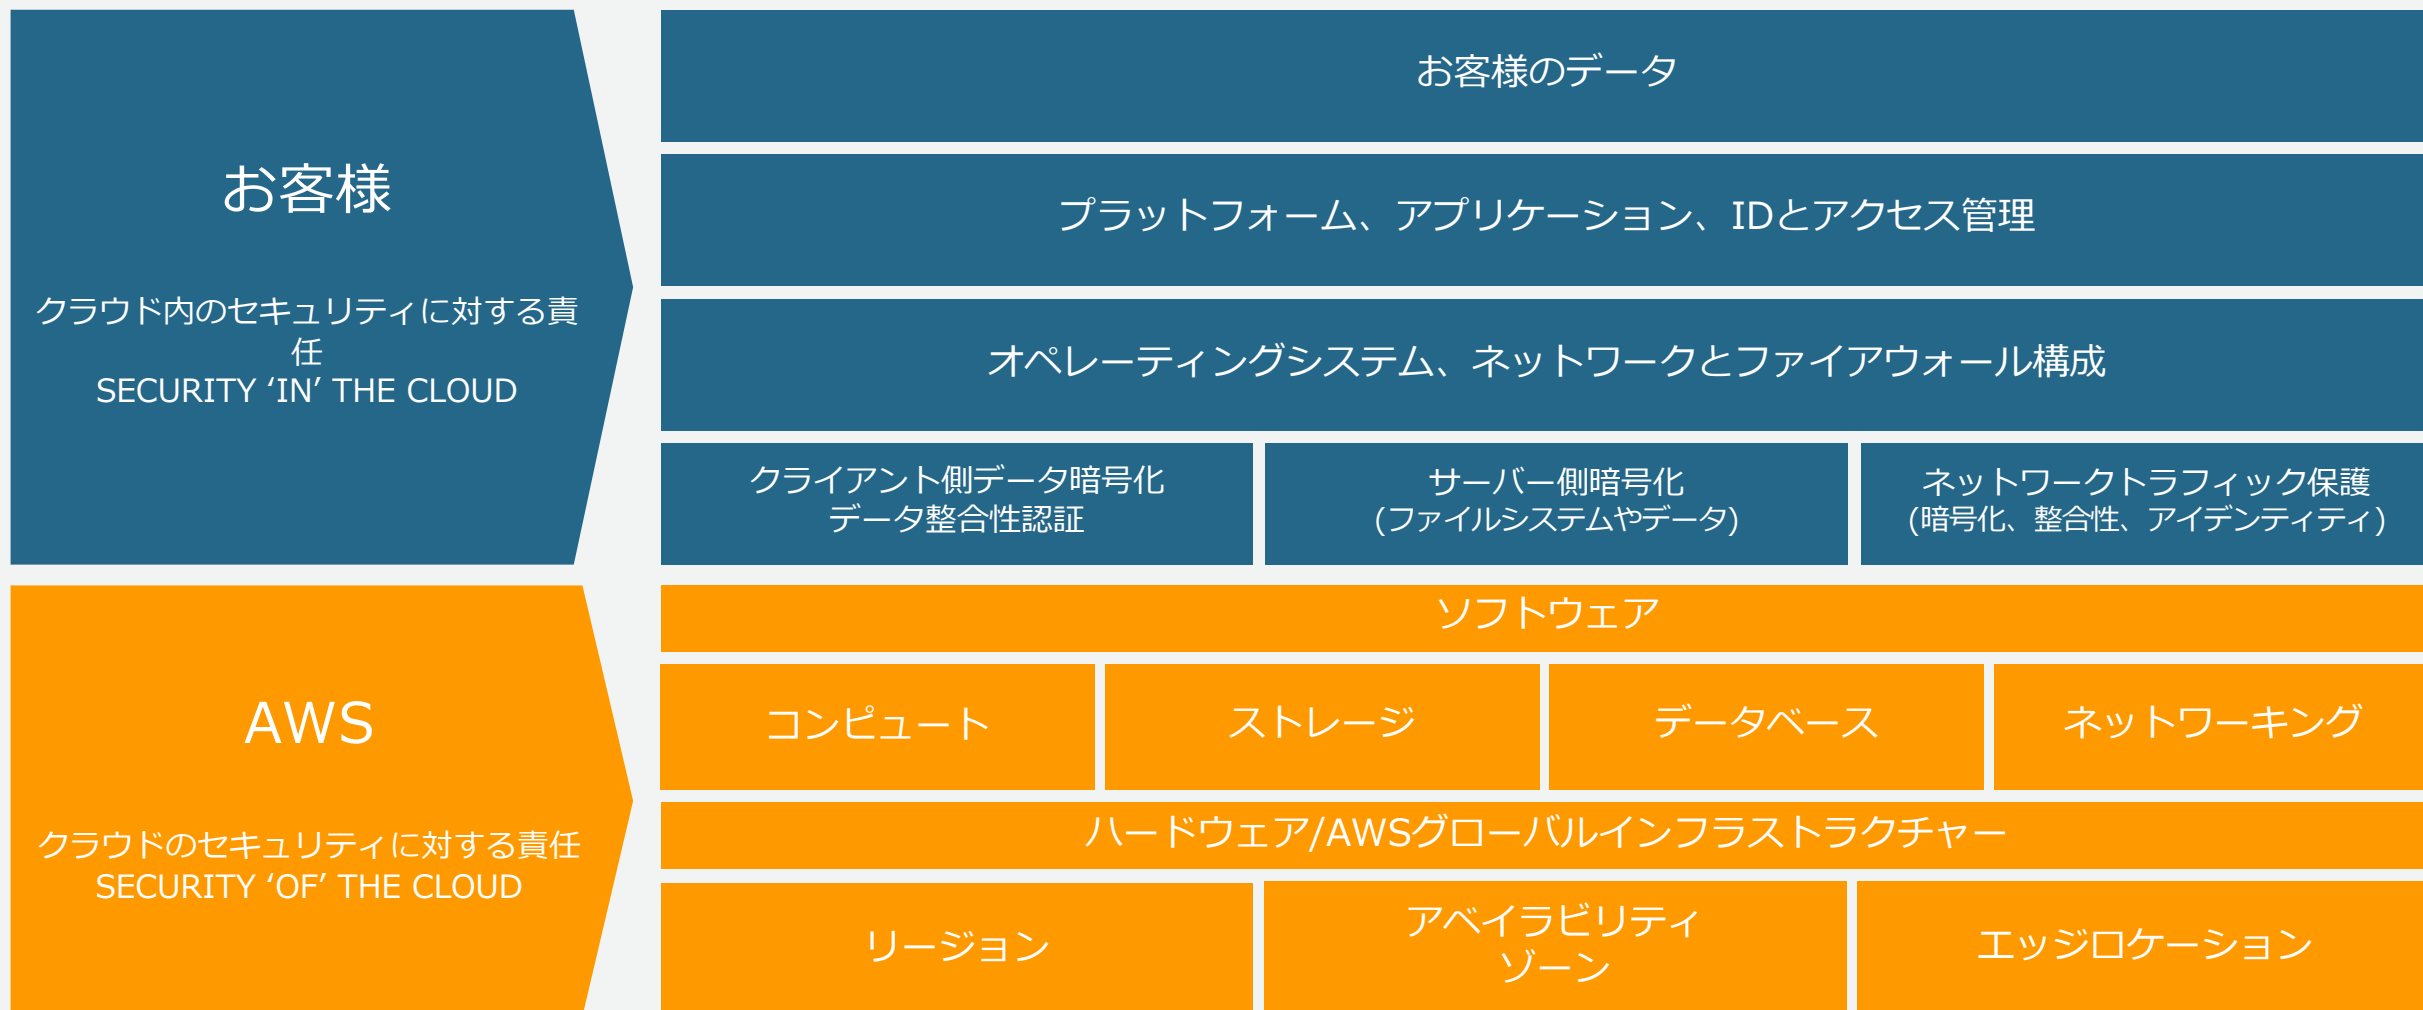 お客様
クラウド内のセキュリティに対する責
任
SECURITY ‘IN’ THE CLOUD
お客様のデータ
プラットフォーム、アプリケーション、IDとアクセス管理
オペレーティングシステム、ネットワークとファイアウォール構成
クライアント側データ暗号化
データ整合性認証
サーバー側暗号化
(ファイルシステムやデータ)
ネットワークトラフィック保護
(暗号化、整合性、アイデンティティ)
AWS
クラウドのセキュリティに対する責任
SECURITY ‘OF’ THE CLOUD
ソフトウェア
コンピュート
ストレージ
データベース
ネットワーキング
ハードウェア/AWSグローバルインフラストラクチャー
リージョン
アベイラビリティ
ゾーン
エッジロケーション